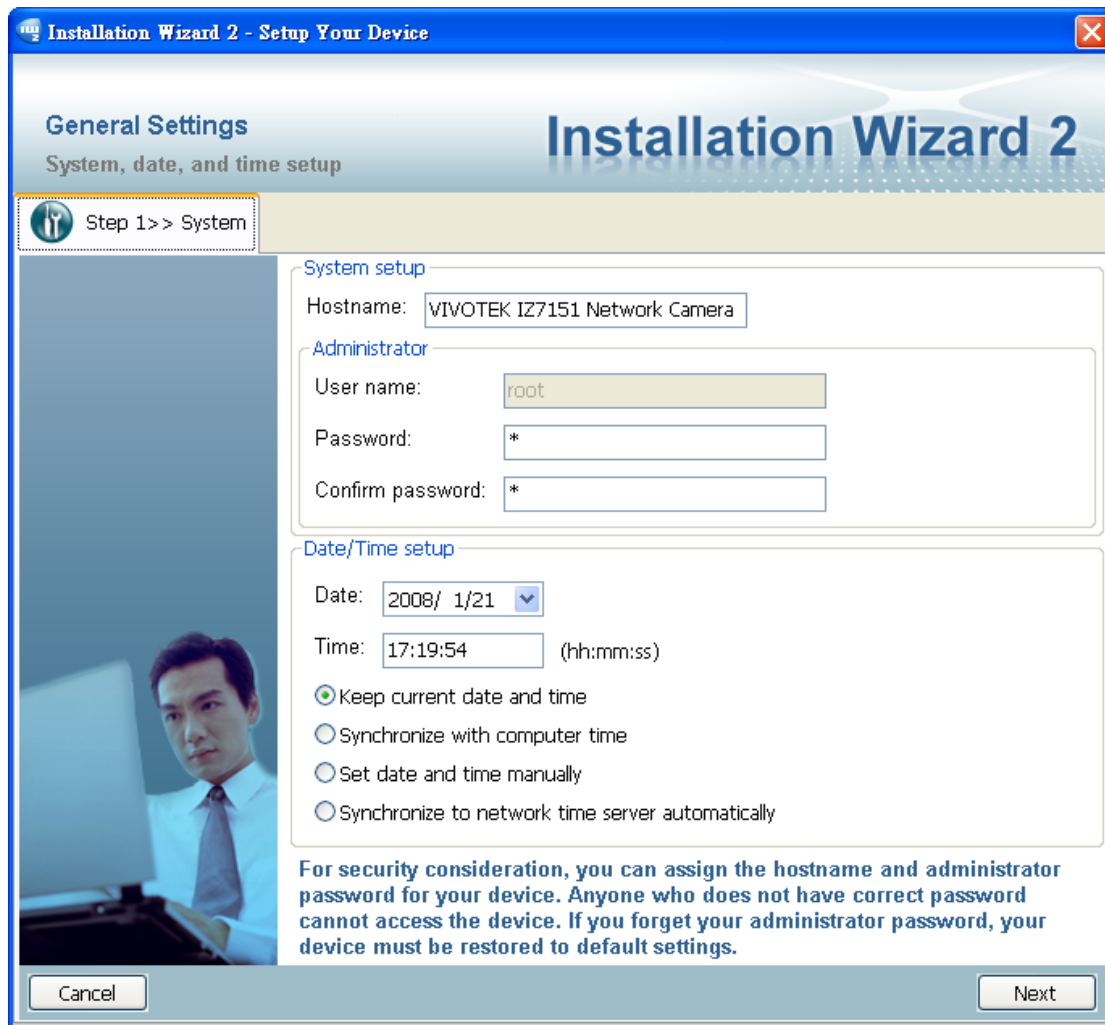 Installation Wizard 2 - Setup Your Device
General Settings
System, date, and time setup
Installation Wizard 2
Step 1>> System
System setup
Hostname: VIVOTEK IZ7151 Network Camera
Administrator
User name: root
Password: *
Confirm password: *
Date/Time setup
Date: 2008/ 1/21
Time: 17:19:54 (hh:mm:ss)
Keep current date and time
Synchronize with computer time
Set date and time manually
Synchronize to network time server automatically
For security consideration, you can assign the hostname and administrator
password for your device. Anyone who does not have correct password
cannot access the device. If you forget your administrator password, your
device must be restored to default settings.
Cancel
Next